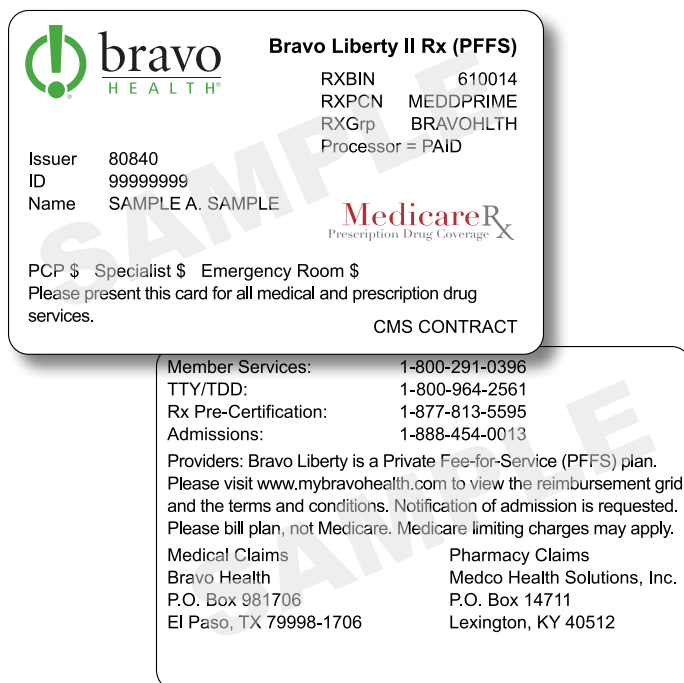 bravo
HEALTH®
Bravo Liberty II Rx (PFFS)
RXBIN 610014
RXPCN MEDDPRIME
RXGrp BRAVOHLTH
Processor = PAID
Issuer 80840
ID 99999999
Name SAMPLE A. SAMPLE
MedicareRx
Prescription Drug Coverage
PCP $ Specialist $ Emergency Room $
Please present this card for all medical and prescription drug
services.
CMS CONTRACT
SAMPLE
Member Services: 1-800-291-0396
TTY/TDD: 1-800-964-2561
Rx Pre-Certification: 1-877-813-5595
Admissions: 1-888-454-0013
Providers: Bravo Liberty is a Private Fee-for-Service (PFFS) plan.
Please visit www.mybravohealth.com to view the reimbursement grid
and the terms and conditions. Notification of admission is requested.
Please bill plan, not Medicare. Medicare limiting charges may apply.
Medical Claims Pharmacy Claims
Bravo Health Medco Health Solutions, Inc.
P.O. Box 981706 P.O. Box 14711
El Paso, TX 79998-1706 Lexington, KY 40512
SAMPLE